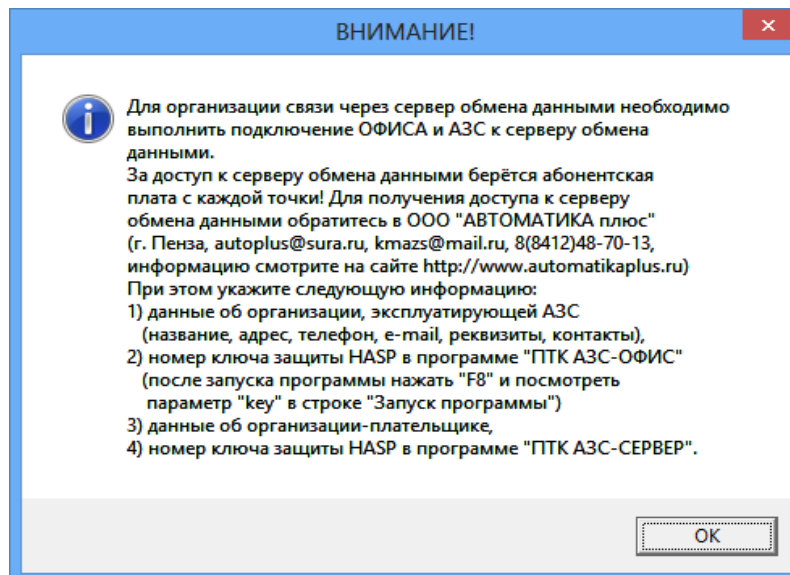 ВНИМАНИЕ!
Для организации связи через сервер обмена данными необходимо
выполнить подключение ОФИСА и АЗС к серверу обмена
данными.
За доступ к серверу обмена данными берётся абонентская
плата с каждой точки! Для получения доступа к серверу
обмена данными обратитесь в ООО "АВТОМАТИКА плюс"
(г. Пенза, autoplus@sura.ru, kmazs@mail.ru, 8(8412)48-70-13,
информацию смотрите на сайте http://www.automatikaplus.ru)
При этом укажите следующую информацию:
1) данные об организации, эксплуатирующей АЗС
(название, адрес, телефон, e-mail, реквизиты, контакты),
2) номер ключа защиты HASP в программе "ПТК АЗС-ОФИС"
(после запуска программы нажать "F8" и посмотреть
параметр "key" в строке "Запуск программы")
3) данные об организации-плательщике,
4) номер ключа защиты HASP в программе "ПТК АЗС-СЕРВЕР".
OK